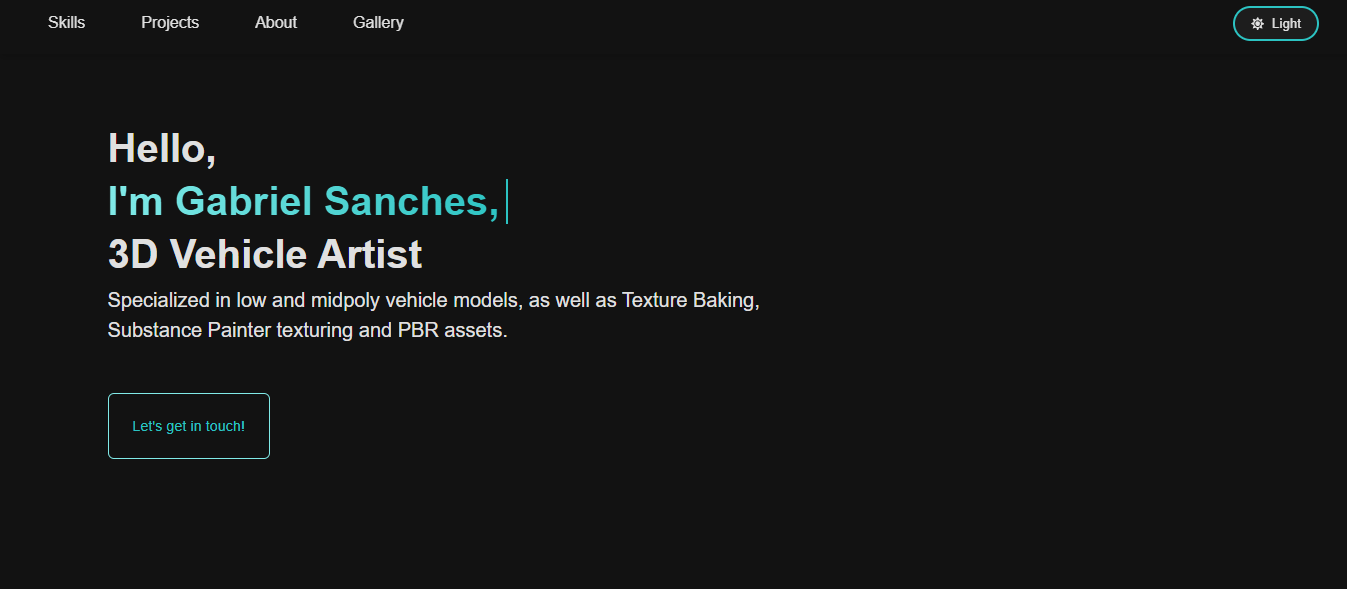 Skills Projects About Gallery Light
Hello,
I'm Gabriel Sanches,
3D Vehicle Artist
Specialized in low and midpoly vehicle models, as well as Texture Baking,
Substance Painter texturing and PBR assets.
Let's get in touch!